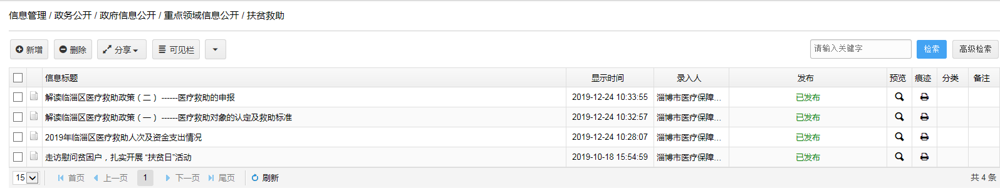 信息管理 / 政务公开 / 政府信息公开 / 重点领域信息公开 / 扶贫救助
新增 删除 分享 可见栏 请输入关键字 检索 高级检索
信息标题 显示时间 录入人 发布 预览 痕迹 分类 备注
解读临淄区医疗救助政策（二） ------医疗救助的申报 2019-12-24 10:33:55 淄博市医疗保障... 已发布
解读临淄区医疗救助政策（一） ------医疗救助对象的认定及救助标准 2019-12-24 10:32:57 淄博市医疗保障... 已发布
2019年临淄区医疗救助人次及资金支出情况 2019-12-24 10:28:07 淄博市医疗保障... 已发布
走访慰问贫困户，扎实开展 “扶贫日”活动 2019-10-18 15:54:59 淄博市医疗保障... 已发布
15 首页 上一页 1 下一页 尾页 刷新 共 4 条